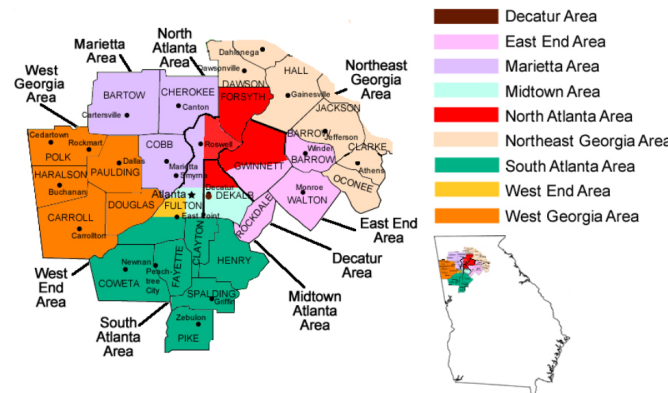 Marietta
Area
North
Atlanta
Area
West
Georgia
Area
Northeast
Georgia
Area
Dahlonega
Dawsonville
DAWSON
HALL
Gainesville
FORSYTH
BARTOW
Cartersville
CHEROKEE
Canton
JACKSON
Jefferson
BARROW
Winder
BARROW
CLARKE
Athens
OCONEE
Cedartown
Rockmart
POLK
HARALSON
Buchanan
Dallas
PAULDING
COBB
Marietta
Smyrna
Roswell
GWINNETT
Monroe
WALTON
DOUGLAS
Atlanta
FULTON
Decatur
DEKALB
East Point
ROCKDALE
CARROLL
Carrollton
East End
Area
Decatur
Area
West
End
Area
Newnan
COWETA
Peach-
tree
City
FAYETTE
CLAYTON
HENRY
SPALDING
Griffin
Zebulon
PIKE
Midtown
Atlanta
Area
South
Atlanta
Area
Decatur Area
East End Area
Marietta Area
Midtown Area
North Atlanta Area
Northeast Georgia Area
South Atlanta Area
West End Area
West Georgia Area